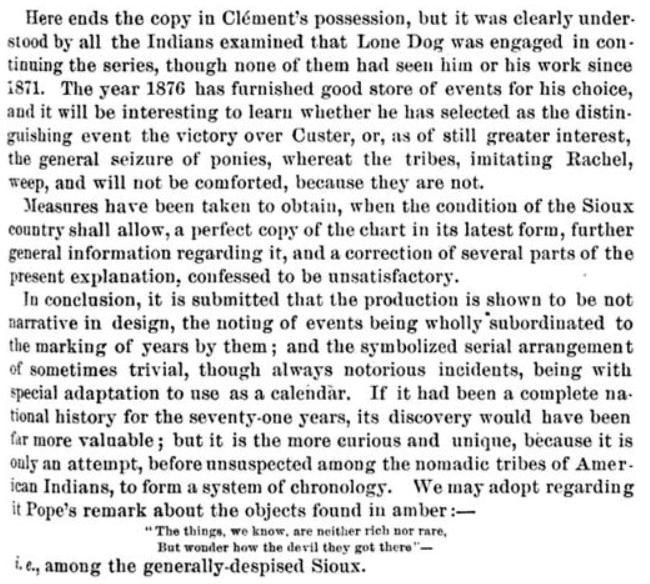 Here ends the copy in Clément's possession, but it was clearly under-
stood by all the Indians examined that Lone Dog was engaged in con-
tinuing the series, though none of them had seen him or his work since
1871. The year 1876 has furnished good store of events for his choice,
and it will be interesting to learn whether he has selected as the distin-
guishing event the victory over Custer, or, as of still greater interest,
the general seizure of ponies, whereat the tribes, imitating Rachel,
weep, and will not be comforted, because they are not.
Measures have been taken to obtain, when the condition of the Sioux
country shall allow, a perfect copy of the chart in its latest form, further
general information regarding it, and a correction of several parts of the
present explanation, confessed to be unsatisfactory.
In conclusion, it is submitted that the production is shown to be not
narrative in design, the noting of events being wholly subordinated to
the marking of years by them; and the symbolized serial arrangement
of sometimes trivial, though always notorious incidents, being with
special adaptation to use as a calendar. If it had been a complete na-
tional history for the seventy-one years, its discovery would have been
far more valuable; but it is the more curious and unique, because it is
only an attempt, before unsuspected among the nomadic tribes of Amer-
ican Indians, to form a system of chronology. We may adopt regarding
it Pope's remark about the objects found in amber:—
"The things, we know, are neither rich nor rare,
But wonder how the devil they got there"—
i. e., among the generally-despised Sioux.